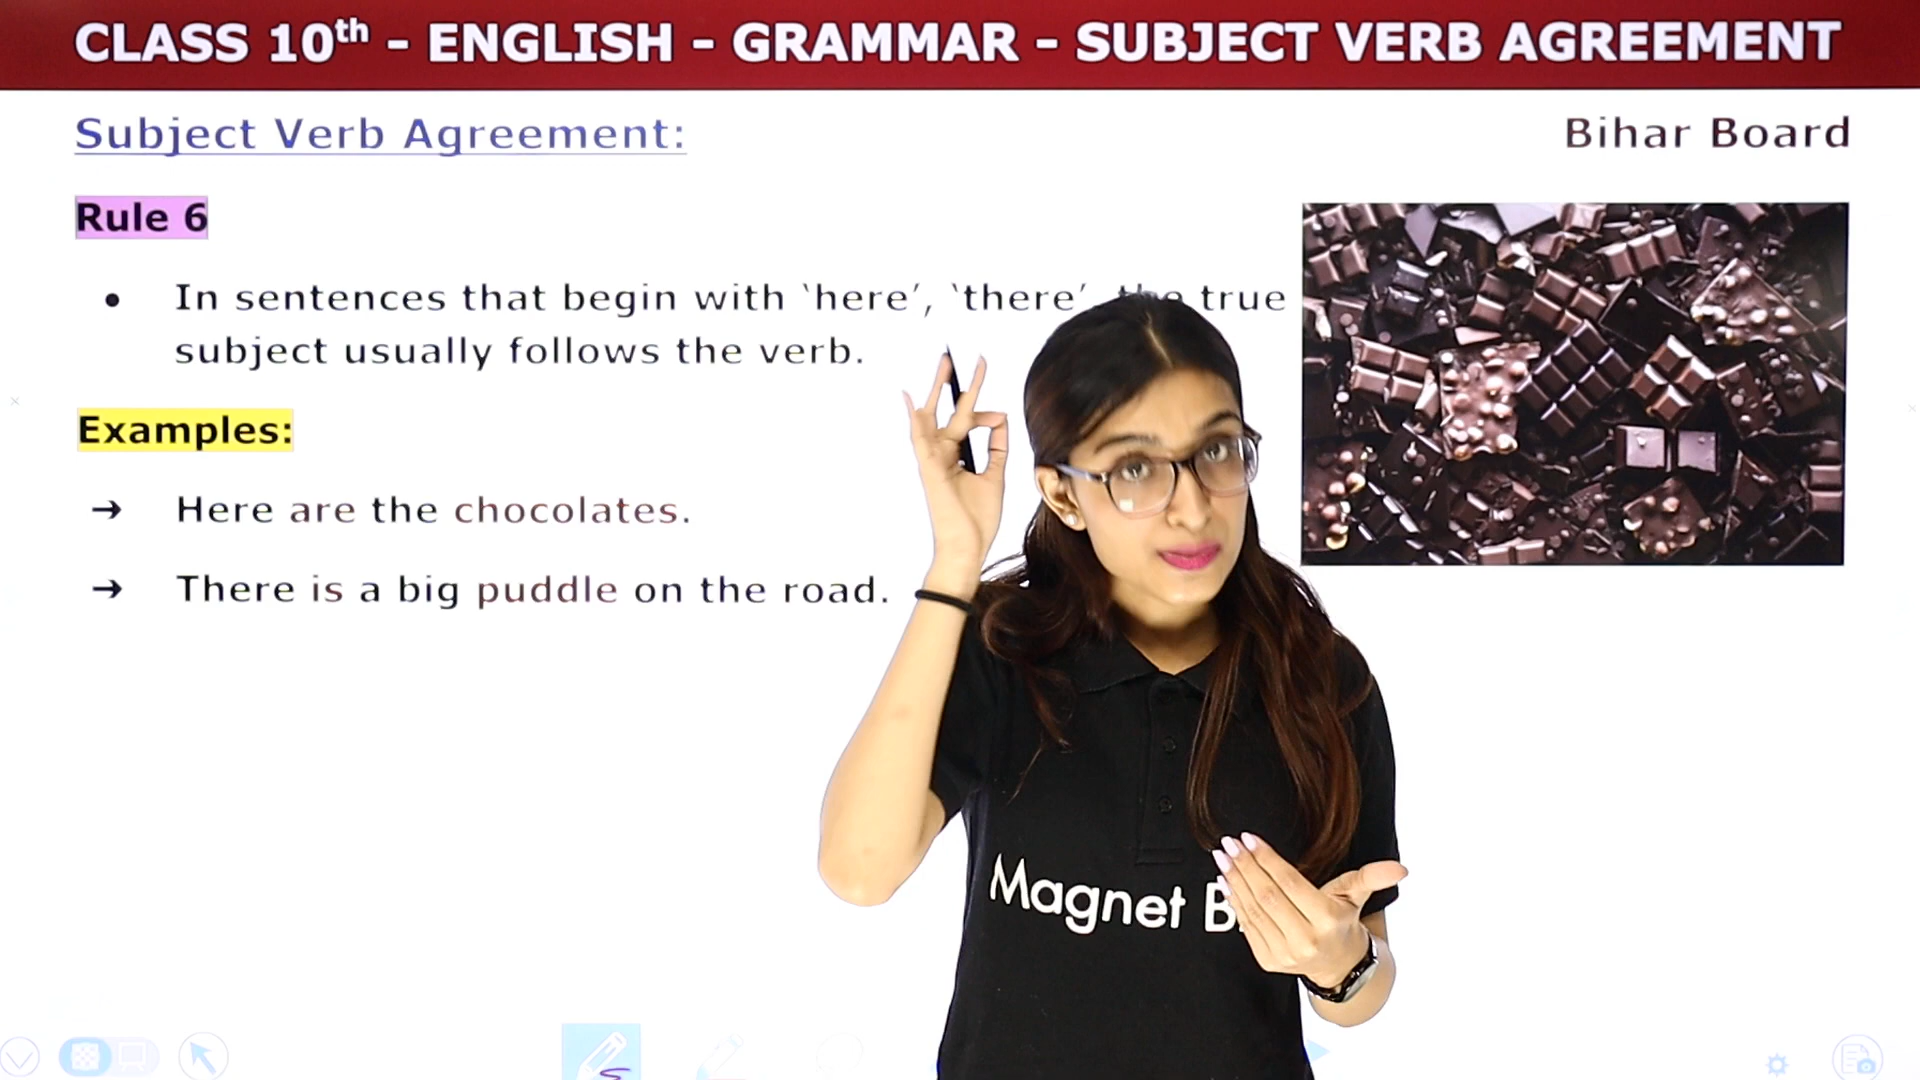 CLASS 10th - ENGLISH - GRAMMAR - SUBJECT VERB AGREEMENT
Subject Verb Agreement:
Bihar Board
Rule 6
• In sentences that begin with ‘here’, ‘there’ the true
subject usually follows the verb.
Examples:
➔ Here are the chocolates.
➔ There is a big puddle on the road.
Magnet